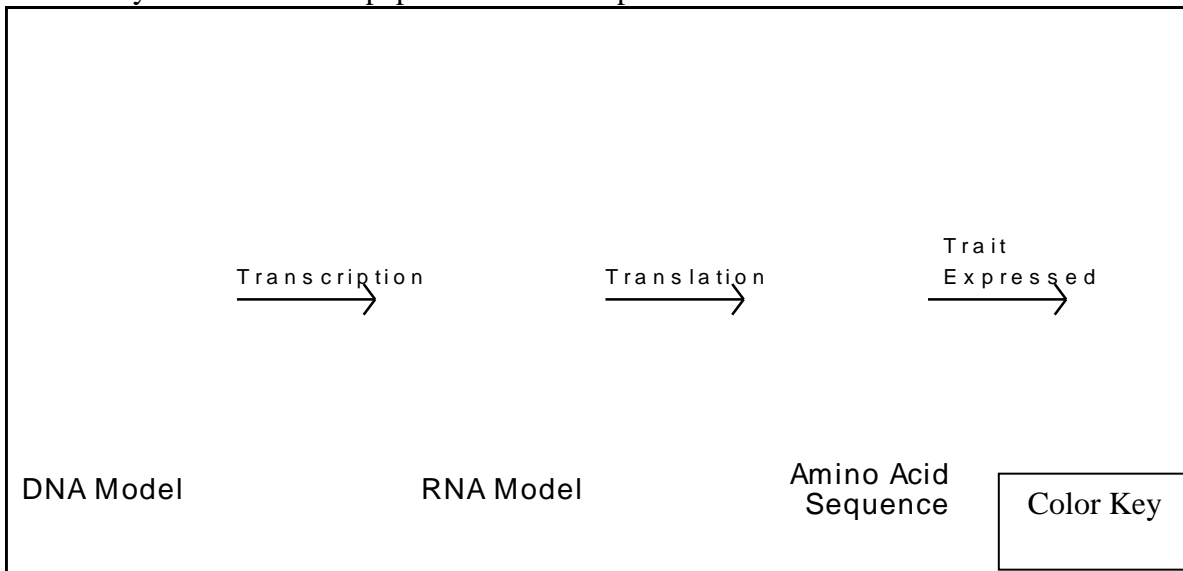 Trait
Transcription
Translation
Expressed
DNA Model
RNA Model
Amino Acid
Sequence
Color Key